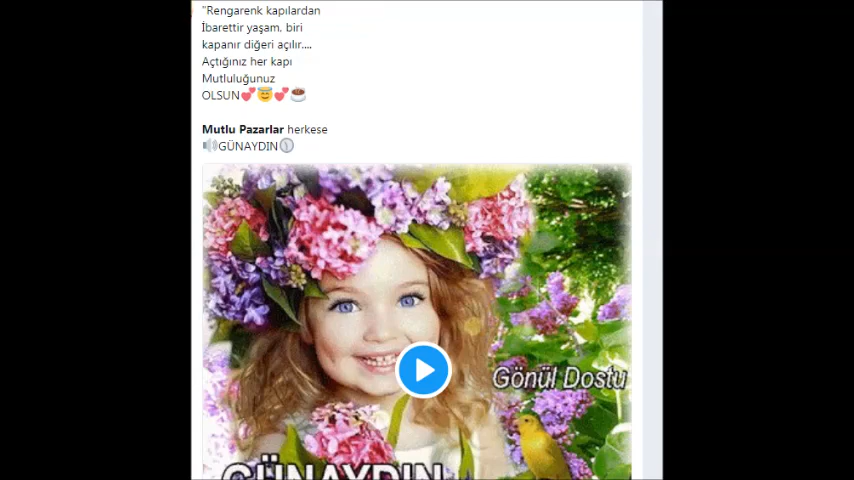 "Rengarenk kapılardan
İbarettir yaşam. biri
kapanır diğeri açılır....
Açtığınız her kapı
Mutluluğunuz
OLSUN💕😇💕☕
Mutlu Pazarlar herkese
🔊GÜNAYDIN🕔
Gönül Dostu
GÜNAYDIN